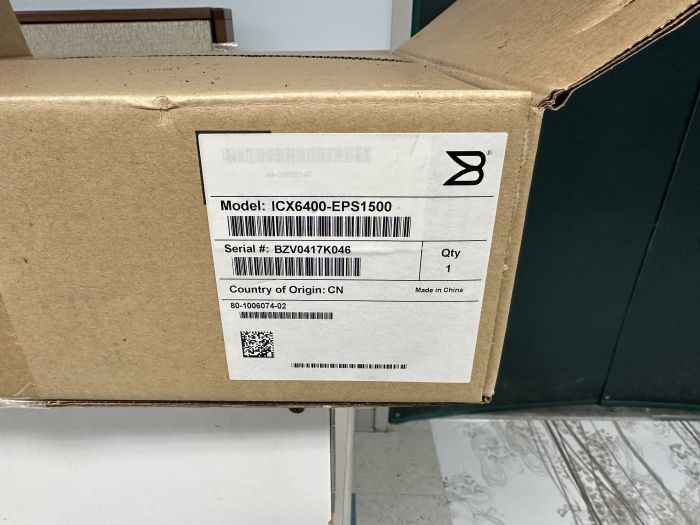 Model: ICX6400-EPS1500
Serial #: BZV0417K046
Qty
1
Country of Origin: CN
Made in China
80-1006074-02